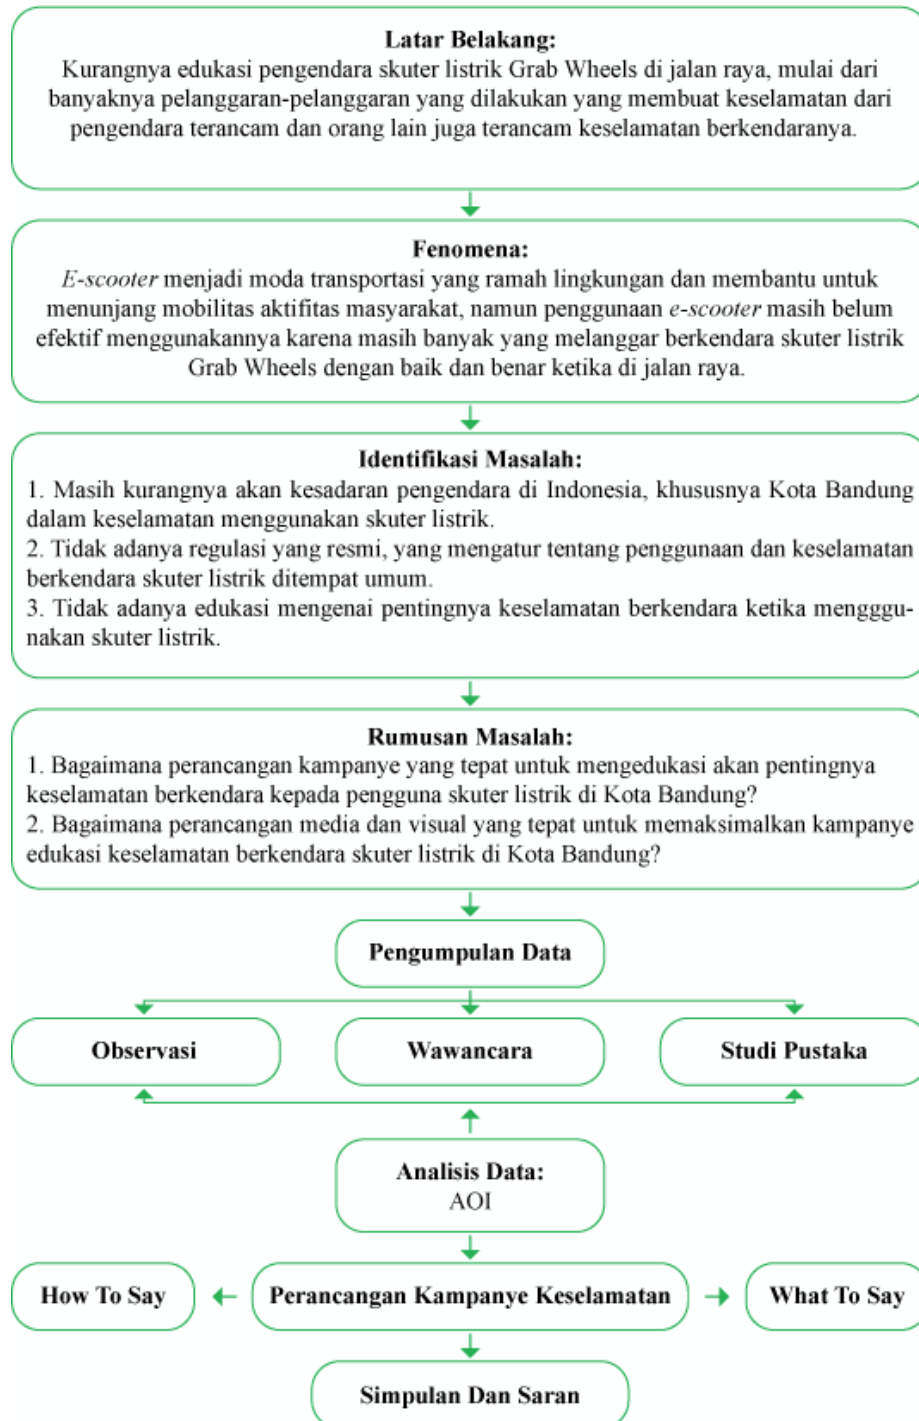 Latar Belakang:
Kurangnya edukasi pengendara skuter listrik Grab Wheels di jalan raya, mulai dari
banyaknya pelanggaran-pelanggaran yang dilakukan yang membuat keselamatan dari
pengendara terancam dan orang lain juga terancam keselamatan berkendaranya.
Fenomena:
E-scooter menjadi moda transportasi yang ramah lingkungan dan membantu untuk
menunjang mobilitas aktifitas masyarakat, namun penggunaan e-scooter masih belum
efektif menggunakannya karena masih banyak yang melanggar berkendara skuter listrik
Grab Wheels dengan baik dan benar ketika di jalan raya.
Identifikasi Masalah:
1. Masih kurangnya akan kesadaran pengendara di Indonesia, khususnya Kota Bandung
dalam keselamatan menggunakan skuter listrik.
2. Tidak adanya regulasi yang resmi, yang mengatur tentang penggunaan dan keselamatan
berkendara skuter listrik ditempat umum.
3. Tidak adanya edukasi mengenai pentingnya keselamatan berkendara ketika mengggu-
nakan skuter listrik.
Rumusan Masalah:
1. Bagaimana perancangan kampanye yang tepat untuk mengedukasi akan pentingnya
keselamatan berkendara kepada pengguna skuter listrik di Kota Bandung?
2. Bagaimana perancangan media dan visual yang tepat untuk memaksimalkan kampanye
edukasi keselamatan berkendara skuter listrik di Kota Bandung?
Pengumpulan Data
Observasi
Wawancara
Studi Pustaka
Analisis Data:
AOI
How To Say
Perancangan Kampanye Keselamatan
What To Say
Simpulan Dan Saran